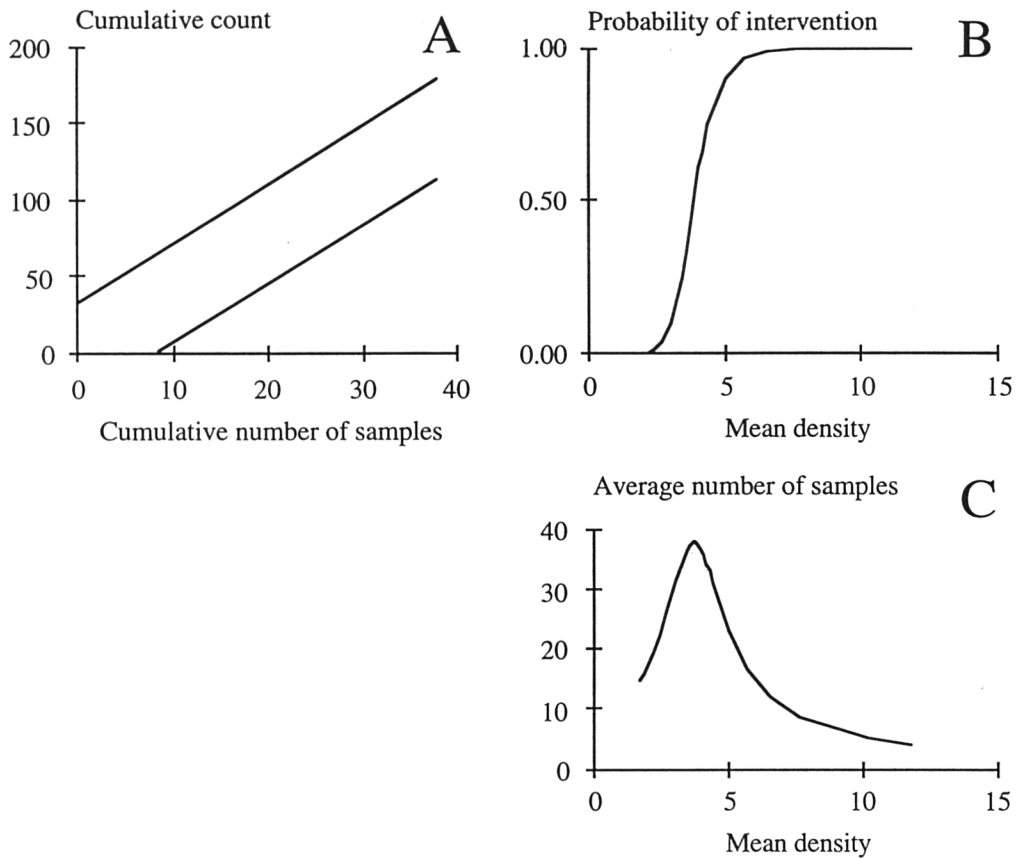 Cumulative count
A
200
150
100
50
0
0 10 20 30 40
Cumulative number of samples
Probability of intervention
B
1.00
0.50
0.00
0 5 10 15
Mean density
Average number of samples
C
40
30
20
10
0
0 5 10 15
Mean density